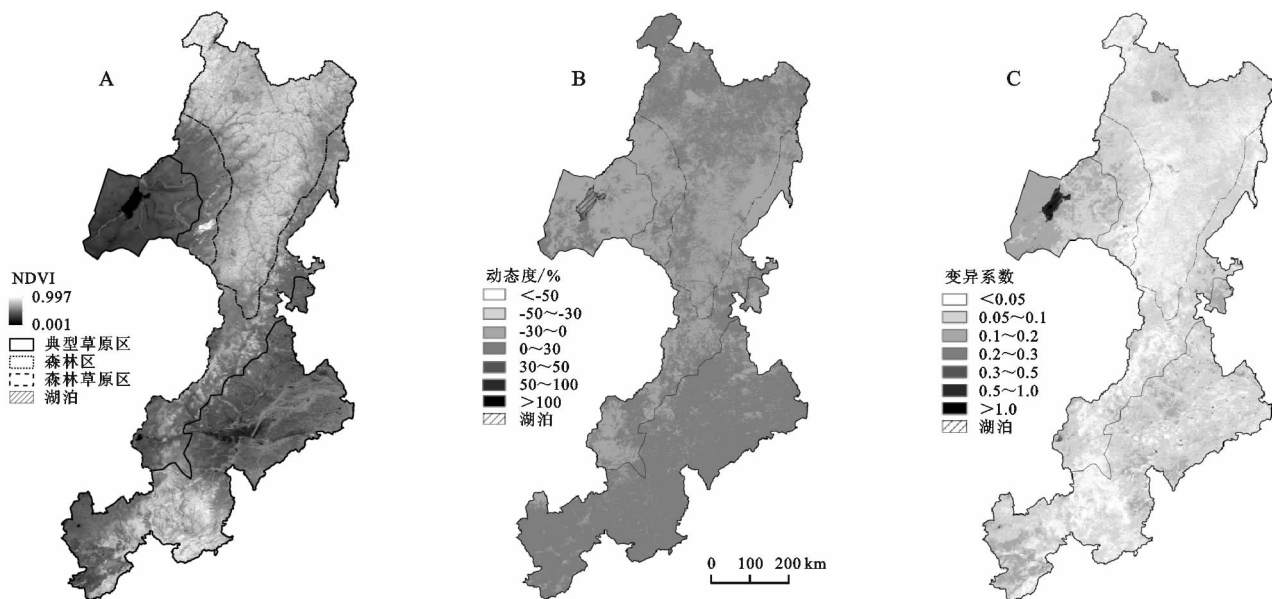 A
NDVI
0.997
0.001
典型草原区
森林区
森林草原区
湖泊
B
动态度/%
<-50
-50～-30
-30～0
0～30
30～50
50～100
>100
湖泊
0 100 200 km
C
变异系数
<0.05
0.05～0.1
0.1～0.2
0.2～0.3
0.3～0.5
0.5～1.0
>1.0
湖泊